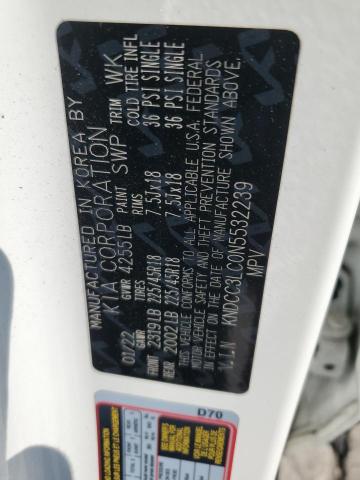 MANUFACTURED IN KOREA BY
KIA CORPORATION
01/22 GVWR 4255LB PAINT SWP TRIM WK
GAWR TIRES RIMS COLD TIRE INFL
FRONT 2319LB 225/45R18 7.5JX18 36 PSI SINGLE
REAR 2002LB 225/45R18 7.5JX18 36 PSI SINGLE
THIS VEHICLE CONFORMS TO ALL APPLICABLE U.S.A. FEDERAL
MOTOR VEHICLE SAFETY AND THEFT PREVENTION STANDARDS
IN EFFECT ON THE DATE OF MANUFACTURE SHOWN ABOVE.
V.I.N KNDCC3LC0N5532239
MPV
D70